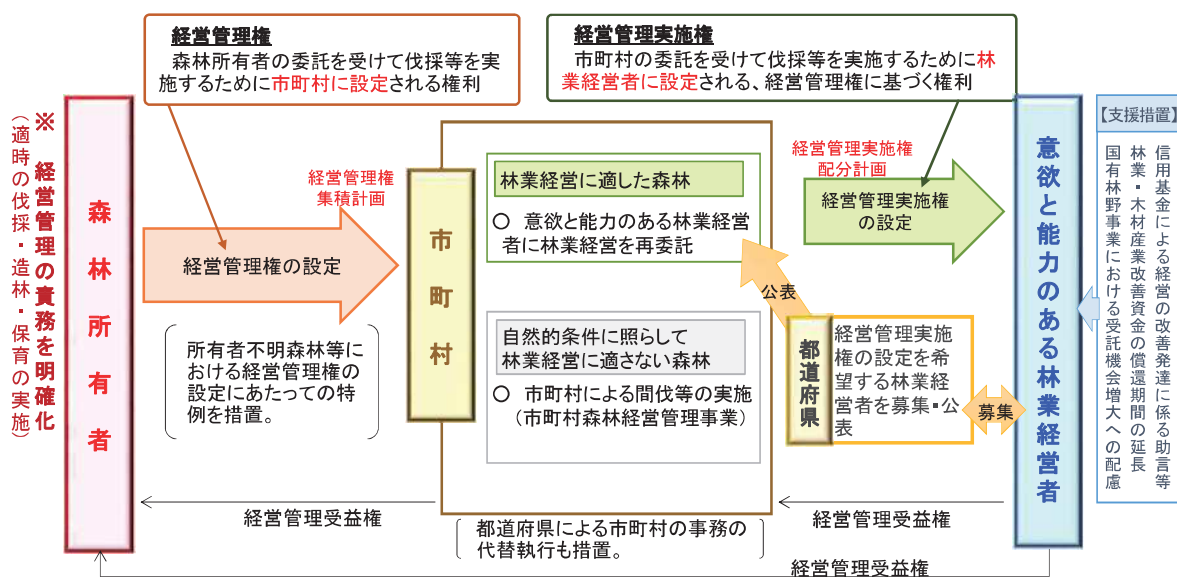 経営管理権
森林所有者の委託を受けて伐採等を実
施するために市町村に設定される権利
経営管理実施権
市町村の委託を受けて伐採等を実施するために林
業経営者に設定される、経営管理権に基づく権利
※ 経営管理の責務を明確化
(適時の伐採・造林・保育の実施)
森林所有者
経営管理権
集積計画
経営管理権の設定
所有者不明森林等に
おける経営管理権の
設定にあたっての特
例を措置。
市町村
林業経営に適した森林
○ 意欲と能力のある林業経営
者に林業経営を再委託
自然的条件に照らして
林業経営に適さない森林
○ 市町村による間伐等の実施
(市町村森林経営管理事業)
経営管理実施権
配分計画
経営管理実施権
の設定
公表
都道府県
経営管理実施
権の設定を希
望する林業経
営者を募集・公
表
募集
意欲と能力のある林業経営者
【支援措置】
信用基金による経営の改善発達に係る助言等
林業・木材産業改善資金の償還期間の延長
国有林野事業における受託機会増大への配慮
経営管理受益権
経営管理受益権
都道府県による市町村の事務の
代替執行も措置。
経営管理受益権